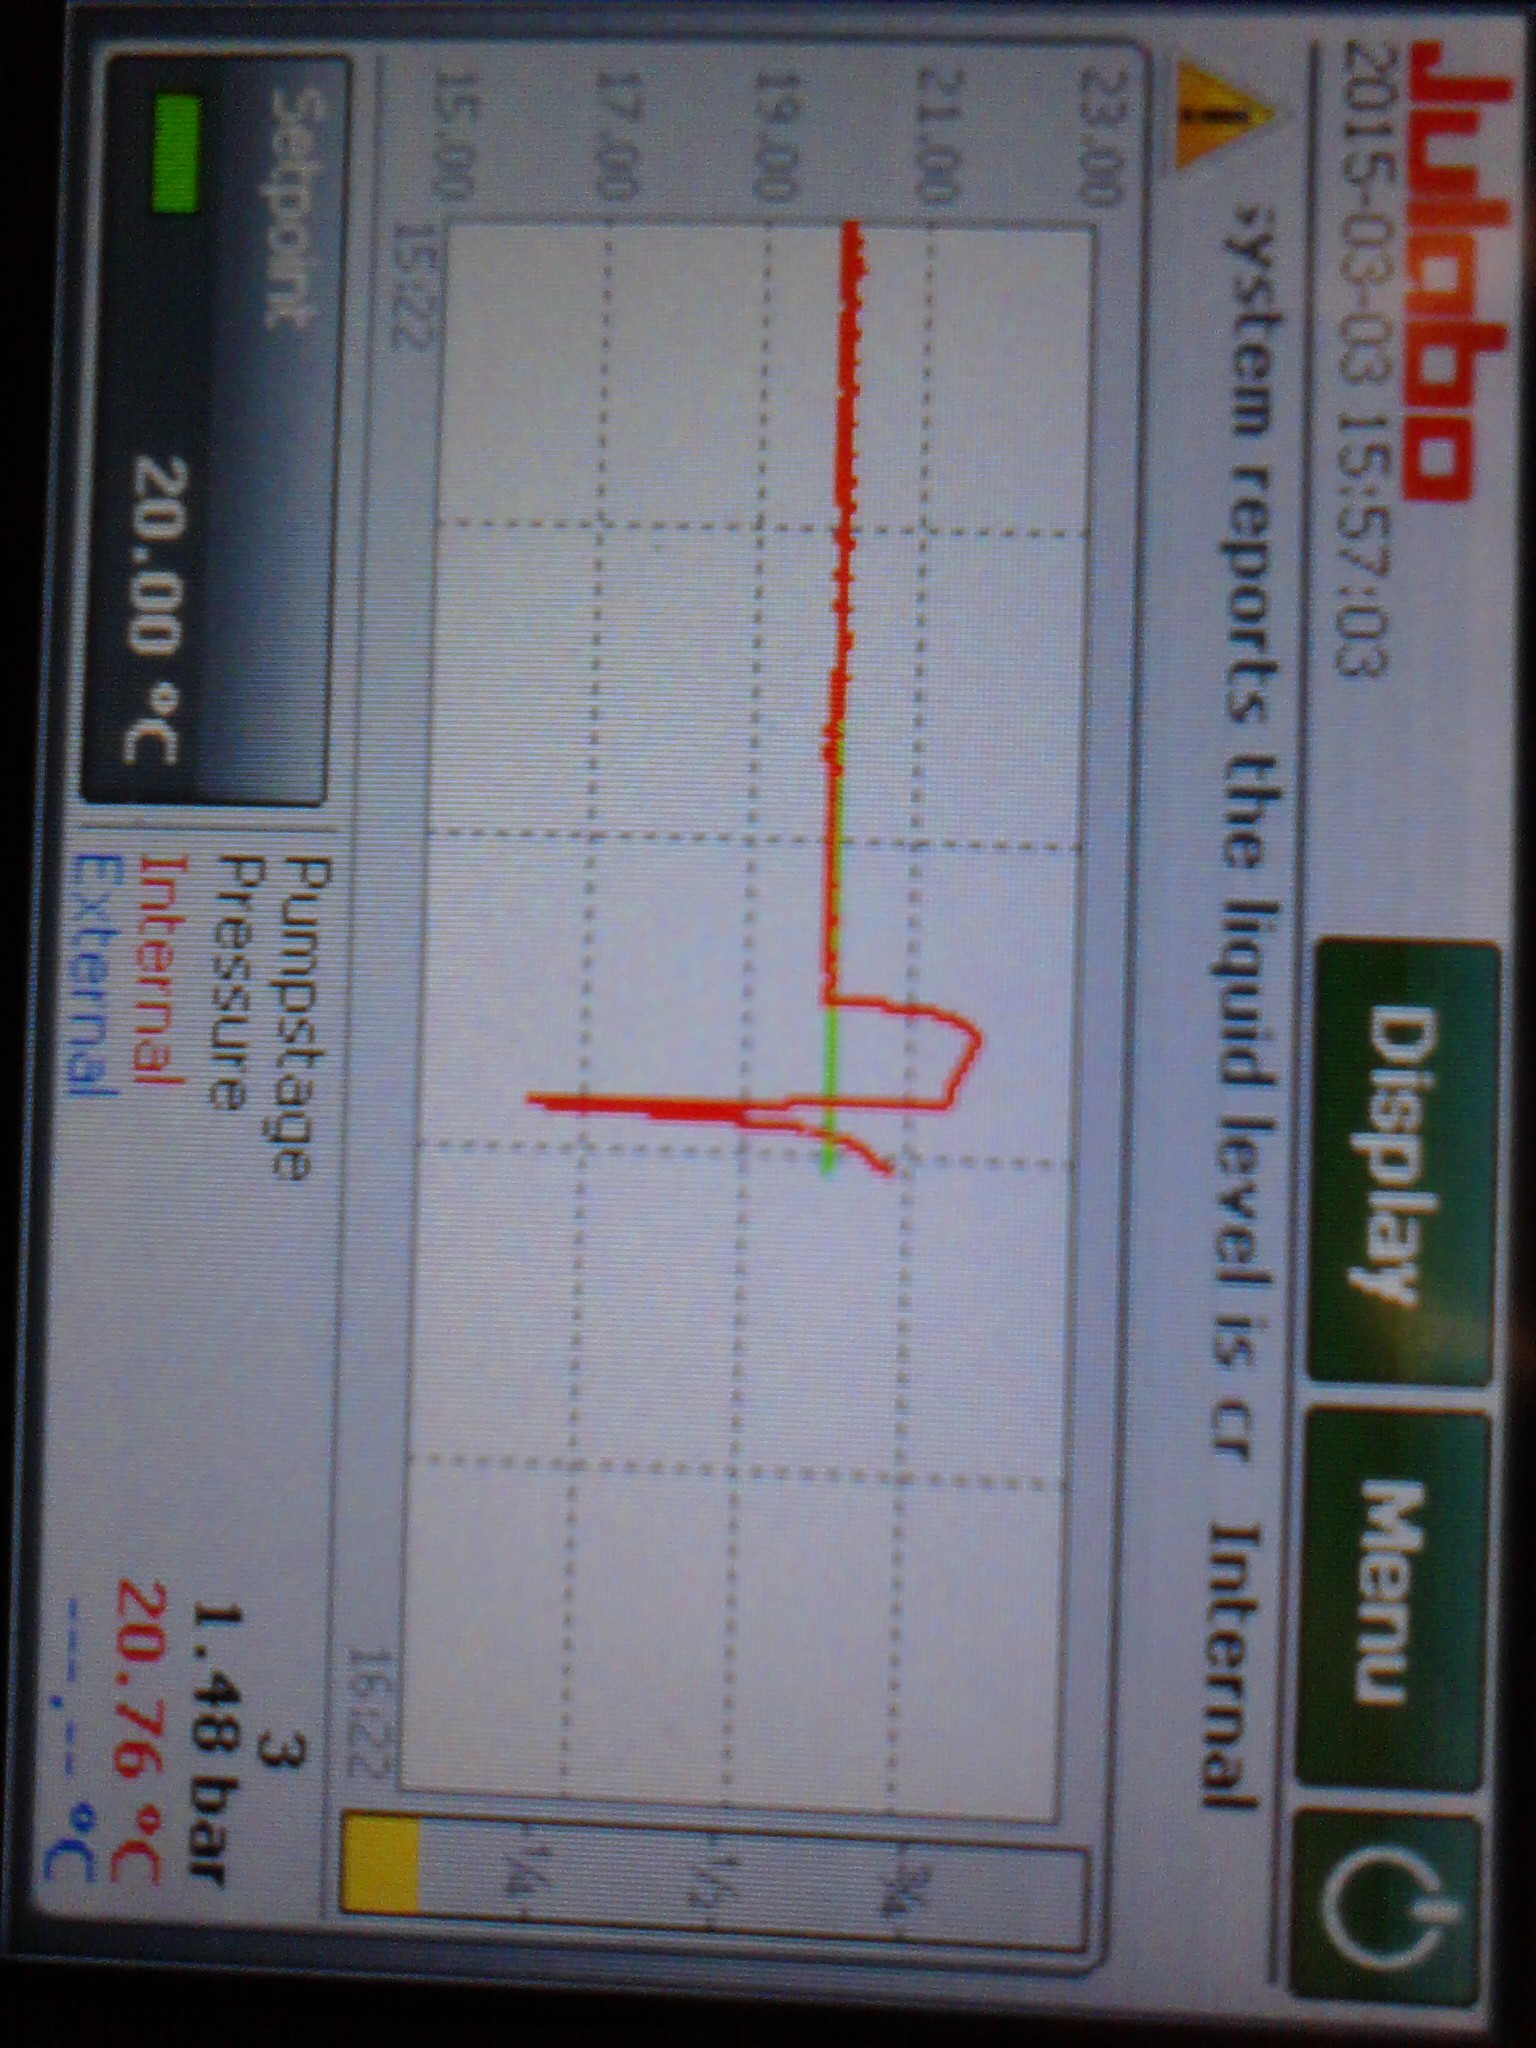 Julabo
2015-03-03 15:57:03
Display
Menu
system reports the liquid level is cr Internal
23.00
21.00
19.00
17.00
15.00
15:22
16:22
3/4
1/2
1/4
Setpoint
20.00 °C
Pumpstage 3
Pressure 1.48 bar
Internal 20.76 °C
External ---.-- °C